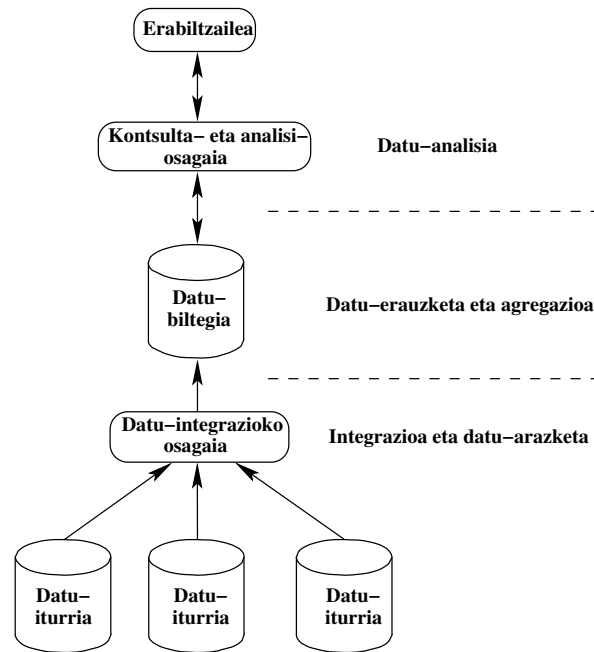 Erabiltzailea
Kontsulta- eta analisi-
osagaia
Datu-analisia
Datu-
biltegia
Datu-erauzketa eta agregazioa
Datu-integrazioko
osagaia
Integrazioa eta datu-arazketa
Datu-
iturria
Datu-
iturria
Datu-
iturria